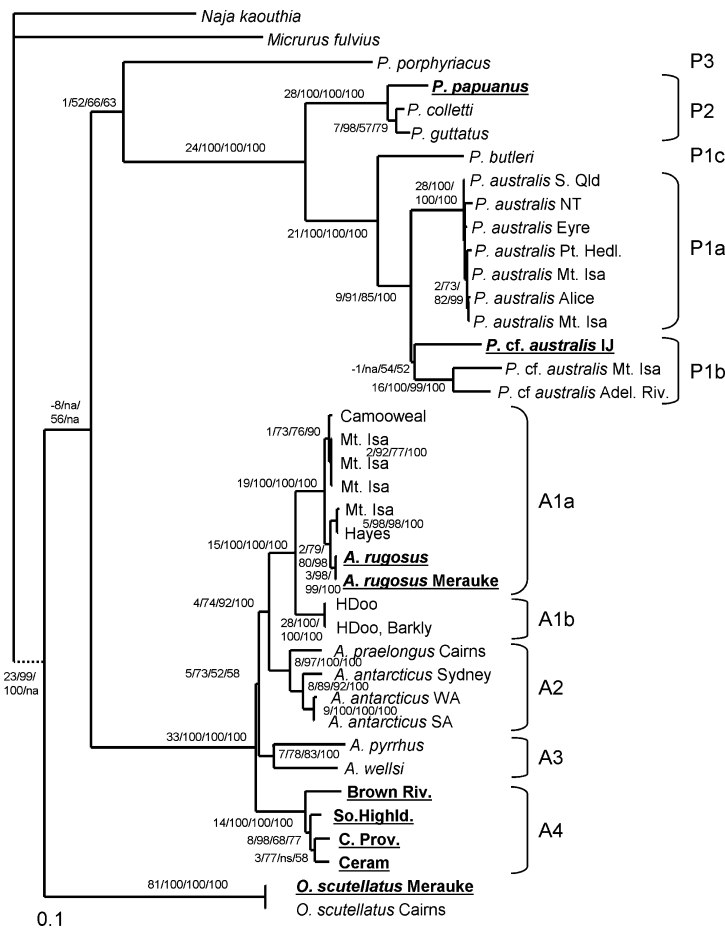 Naja kaouthia
Micrurus fulvius
P. porphyriacus
P3
1/52/66/63
28/100/100/100
P. papuanus
P. colletti
P2
7/98/57/79
P. guttatus
24/100/100/100
P. butleri
P1c
28/100/
100/100
P. australis S. Qld
P. australis NT
21/100/100/100
P. australis Eyre
P. australis Pt. Hedl.
P1a
P. australis Mt. Isa
2/73/
82/99
9/91/85/100
P. australis Alice
P. australis Mt. Isa
P. cf. australis IJ
-1/na/54/52
P. cf. australis Mt. Isa
P1b
16/100/99/100
P. cf australis Adel. Riv.
-8/na/
56/na
Camooweal
1/73/76/90
Mt. Isa
2/92/77/100
Mt. Isa
19/100/100/100
Mt. Isa
A1a
Mt. Isa
5/98/98/100
Hayes
15/100/100/100
2/79/
80/98
A. rugosus
3/98/
99/100
A. rugosus Merauke
4/74/92/100
HDoo
A1b
28/100/
100/100
HDoo, Barkly
A. praelongus Cairns
8/97/100/100
5/73/52/58
A. antarcticus Sydney
8/89/92/100
A2
A. antarcticus WA
9/100/100/100
A. antarcticus SA
23/99/
100/na
33/100/100/100
A. pyrrhus
7/78/83/100
A3
A. wellsi
Brown Riv.
14/100/100/100
So.Highld.
A4
8/98/68/77
C. Prov.
3/77/ns/58
Ceram
81/100/100/100
O. scutellatus Merauke
O. scutellatus Cairns
0.1